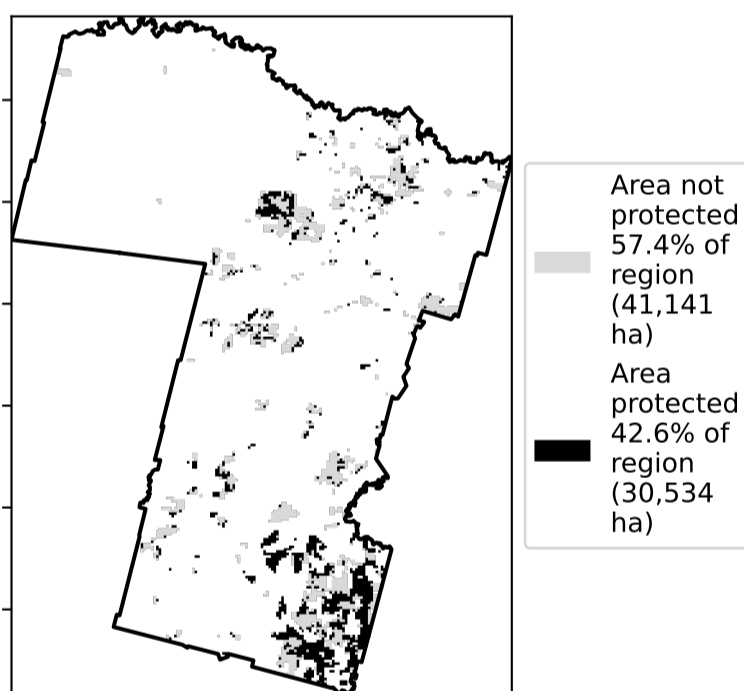 Area not
protected
57.4% of
region
(41,141
ha)
Area
protected
42.6% of
region
(30,534
ha)